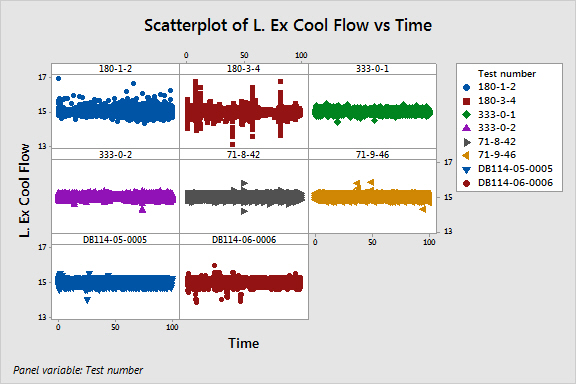 Scatterplot of L. Ex Cool Flow vs Time
0 50 100
180-1-2 180-3-4 333-0-1
17
15
13
333-0-2 71-8-42 71-9-46
17
15
13
0 50 100
DB114-05-0005 DB114-06-0006
17
15
13
0 50 100
L. Ex Cool Flow
Time
Test number
180-1-2
180-3-4
333-0-1
333-0-2
71-8-42
71-9-46
DB114-05-0005
DB114-06-0006
Panel variable: Test number